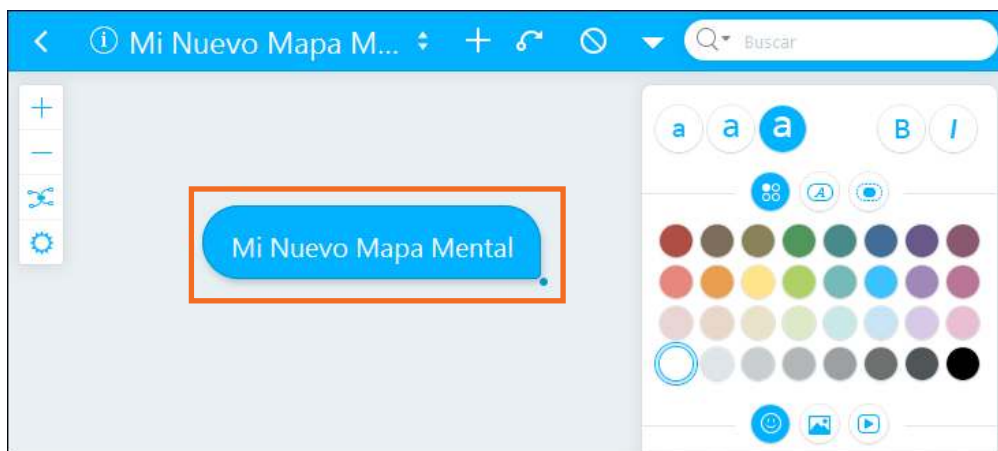 Mi Nuevo Mapa M...
Buscar
a a a B I
A
Mi Nuevo Mapa Mental